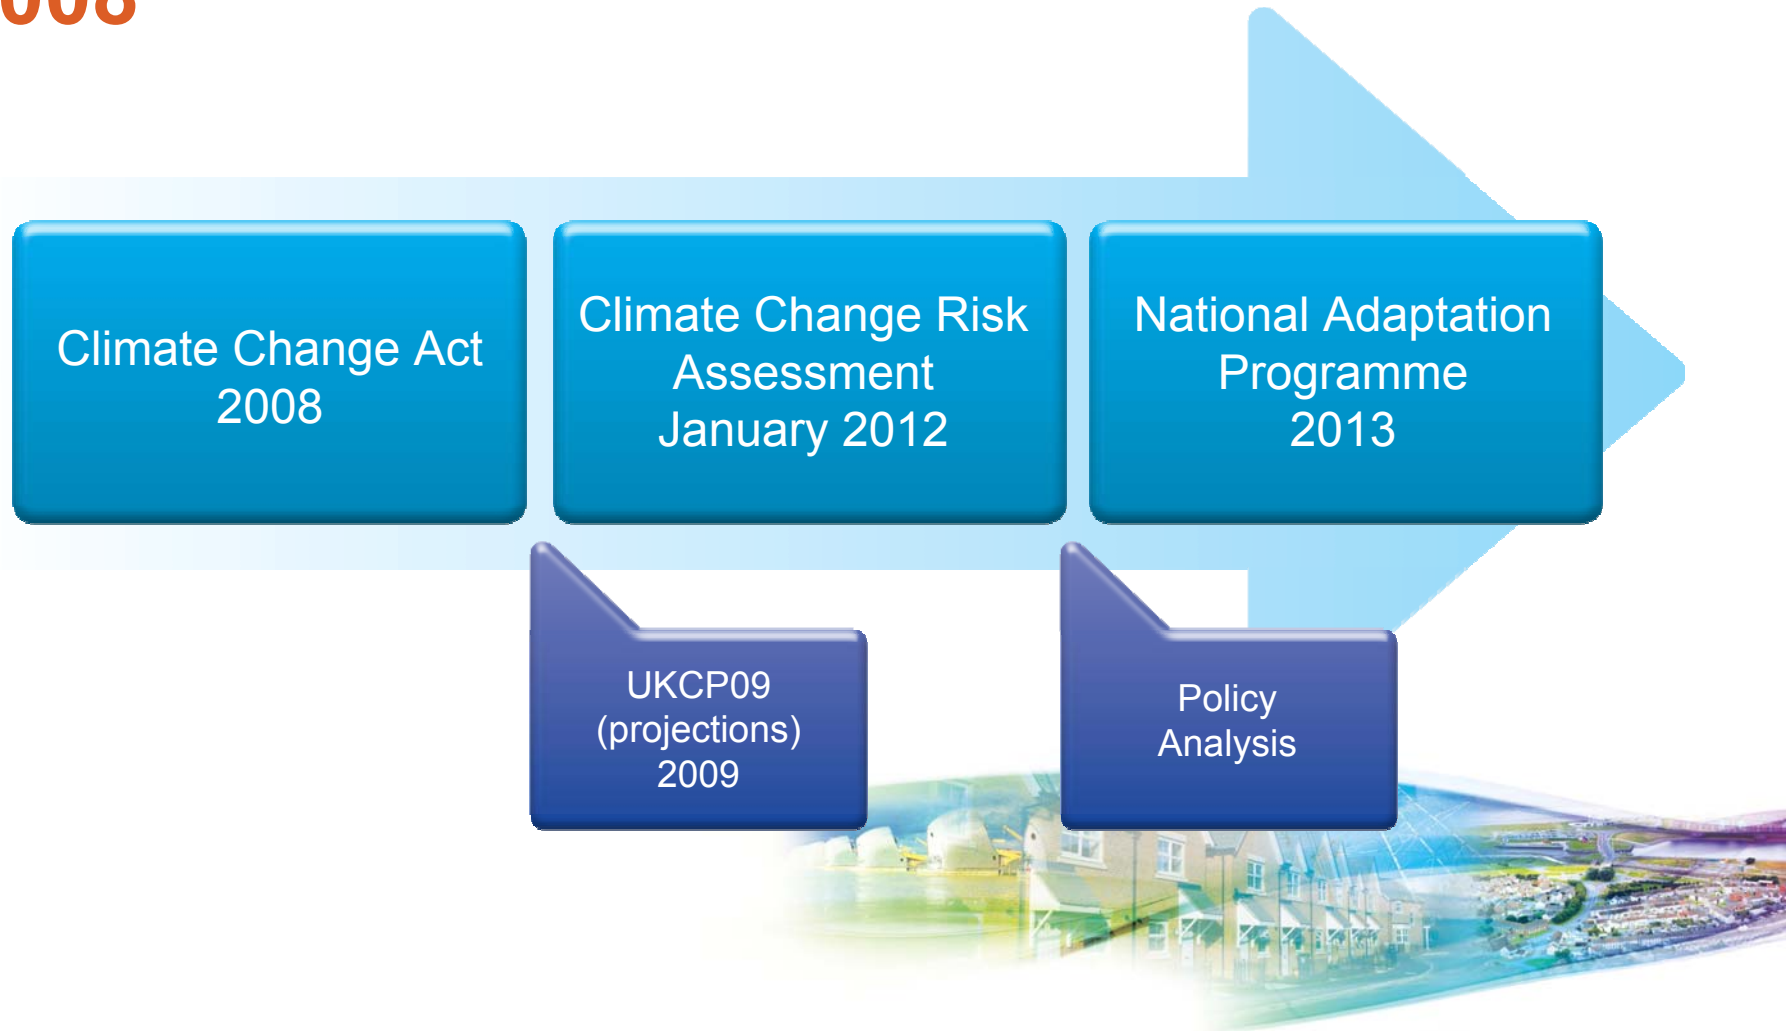 008
Climate Change Act
2008
Climate Change Risk
Assessment
January 2012
National Adaptation
Programme
2013
UKCP09
(projections)
2009
Policy
Analysis